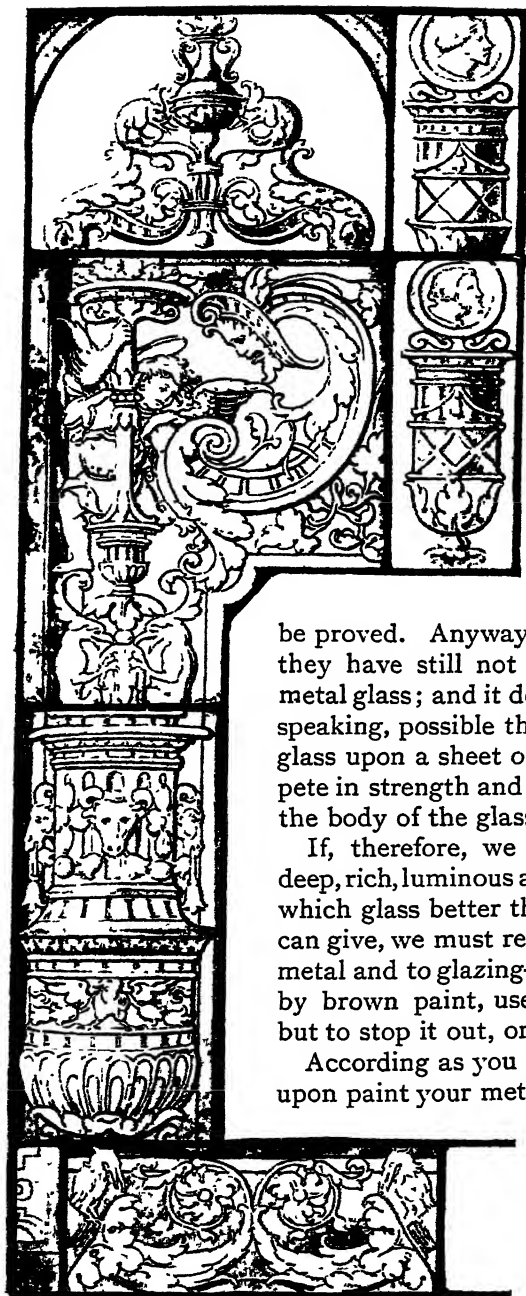 be proved. Anyway
they have still not
metal glass; and it d
speaking, possible th
glass upon a sheet o
pete in strength and
the body of the glass
If, therefore, we
deep, rich, luminous a
which glass better th
can give, we must re
metal and to glazing-
by brown paint, use
but to stop it out, or
According as you
upon paint your met